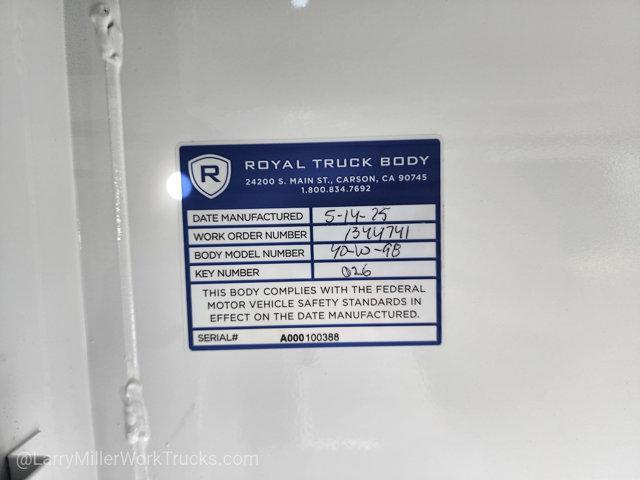 R ROYAL TRUCK BODY
24200 S. MAIN ST., CARSON, CA 90745
1.800.834.7692
DATE MANUFACTURED 5-14-25
WORK ORDER NUMBER 1344741
BODY MODEL NUMBER 40-W-98
KEY NUMBER 026
THIS BODY COMPLIES WITH THE FEDERAL
MOTOR VEHICLE SAFETY STANDARDS IN
EFFECT ON THE DATE MANUFACTURED.
SERIAL# A000100388
@LarryMillerWorkTrucks.com